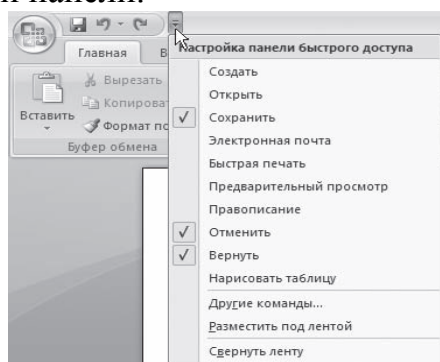 и панели.
Главная
Настройка панели быстрого доступа
Вставить
Вырезать
Копироват
Формат по
Буфер обмена
Создать
Открыть
Сохранить
Электронная почта
Быстрая печать
Предварительный просмотр
Правописание
Отменить
Вернуть
Нарисовать таблицу
Другие команды...
Разместить под лентой
Свернуть ленту